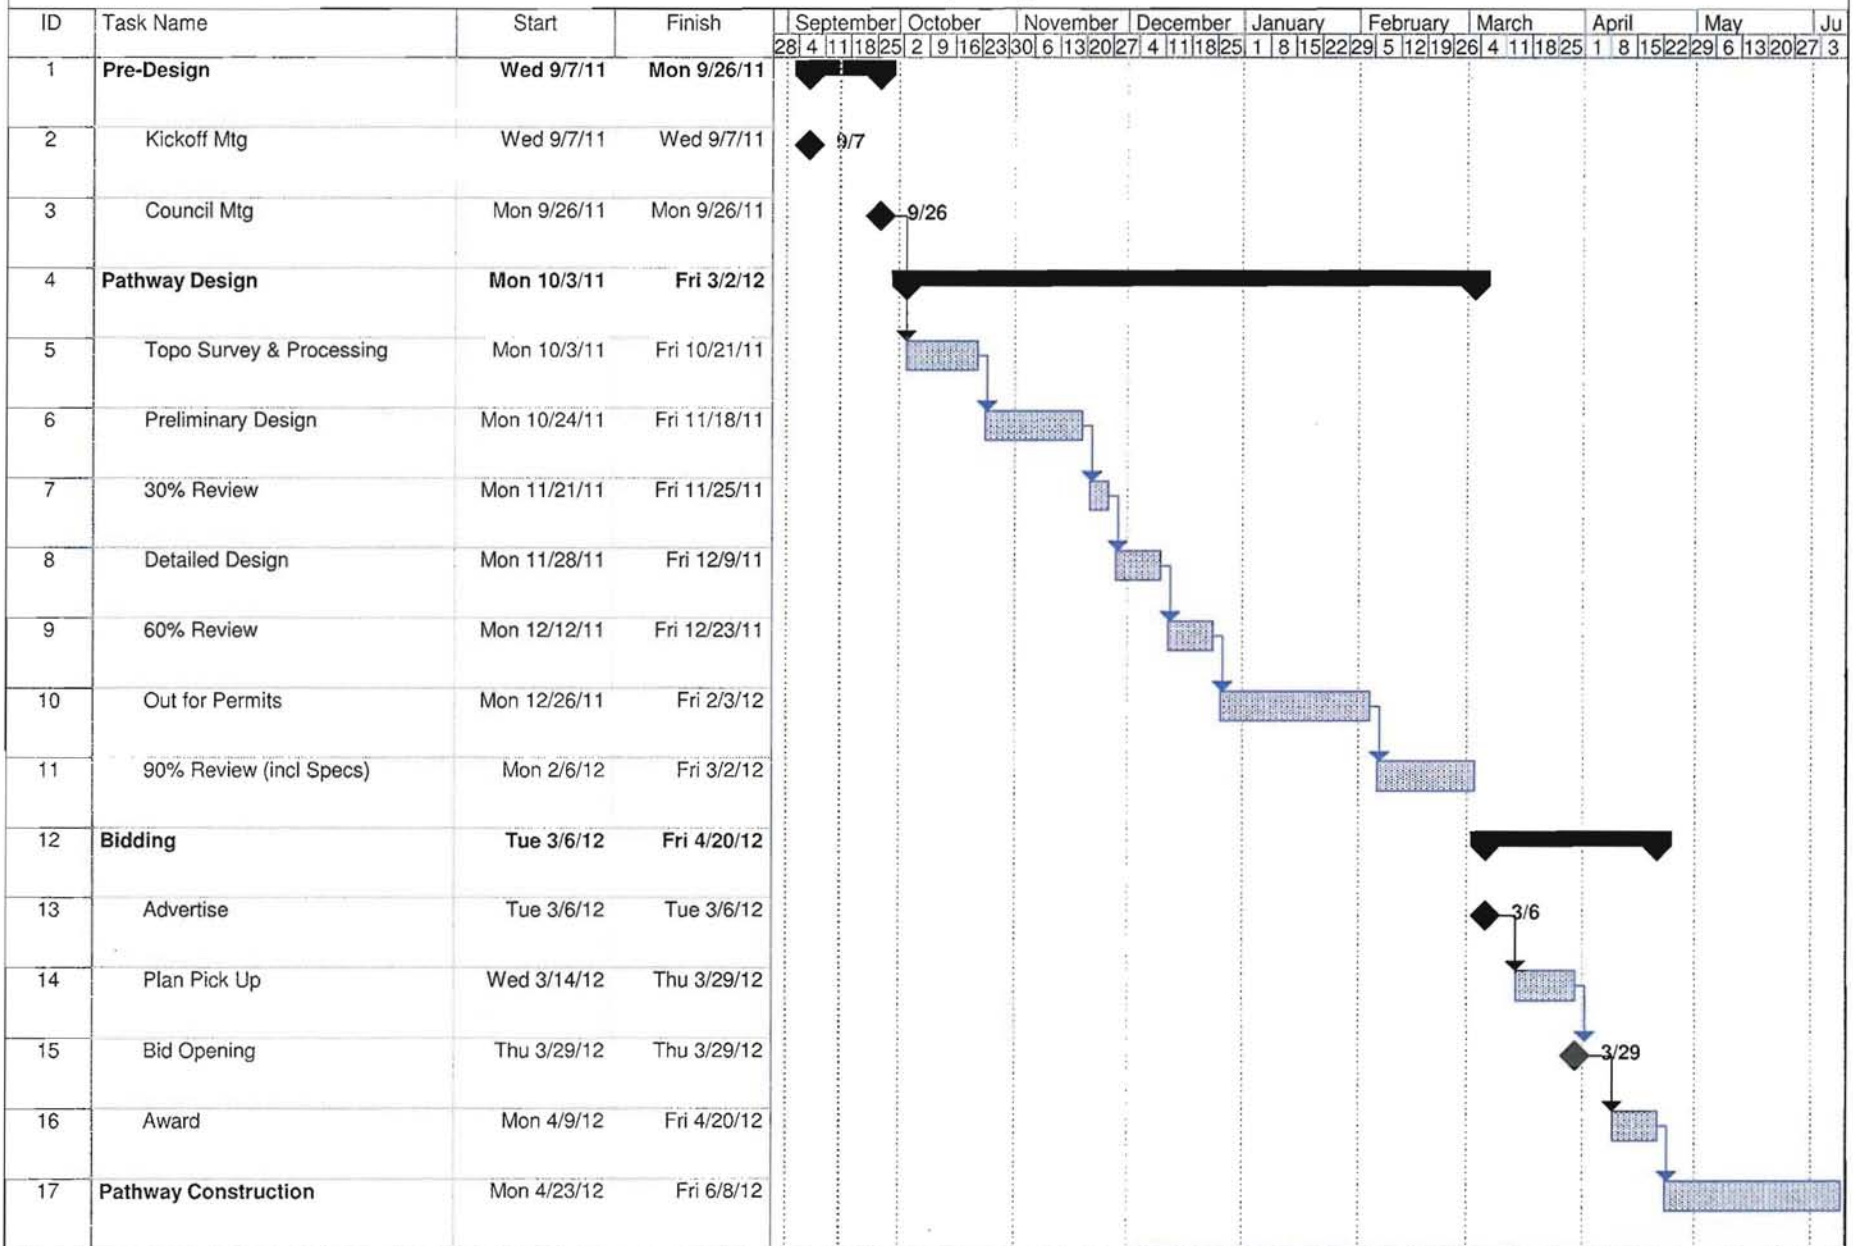 ID Task Name Start Finish September October November December January February March April May Ju
28 4 11 18 25 2 9 16 23 30 6 13 20 27 4 11 18 25 1 8 15 22 29 5 12 19 26 4 11 18 25 1 8 15 22 29 6 13 20 27 3
1 Pre-Design Wed 9/7/11 Mon 9/26/11
2 Kickoff Mtg Wed 9/7/11 Wed 9/7/11 9/7
3 Council Mtg Mon 9/26/11 Mon 9/26/11 9/26
4 Pathway Design Mon 10/3/11 Fri 3/2/12
5 Topo Survey & Processing Mon 10/3/11 Fri 10/21/11
6 Preliminary Design Mon 10/24/11 Fri 11/18/11
7 30% Review Mon 11/21/11 Fri 11/25/11
8 Detailed Design Mon 11/28/11 Fri 12/9/11
9 60% Review Mon 12/12/11 Fri 12/23/11
10 Out for Permits Mon 12/26/11 Fri 2/3/12
11 90% Review (incl Specs) Mon 2/6/12 Fri 3/2/12
12 Bidding Tue 3/6/12 Fri 4/20/12
13 Advertise Tue 3/6/12 Tue 3/6/12 3/6
14 Plan Pick Up Wed 3/14/12 Thu 3/29/12
15 Bid Opening Thu 3/29/12 Thu 3/29/12 3/29
16 Award Mon 4/9/12 Fri 4/20/12
17 Pathway Construction Mon 4/23/12 Fri 6/8/12